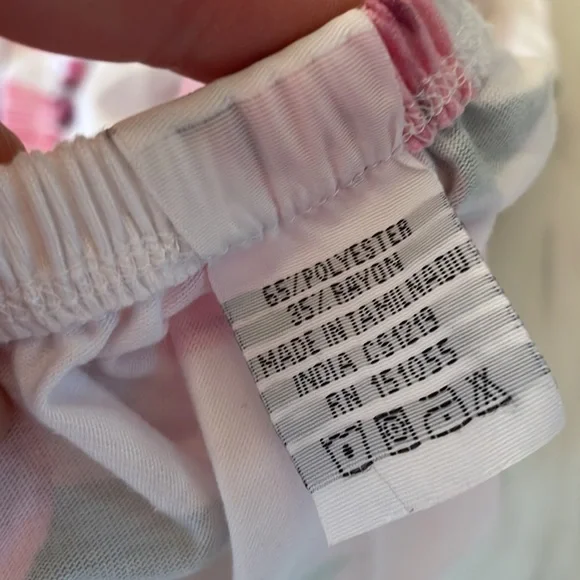 65%POLYESTER
35% RAYON
MADE IN TAMILNADU
INDIA CS1219
RN 151055